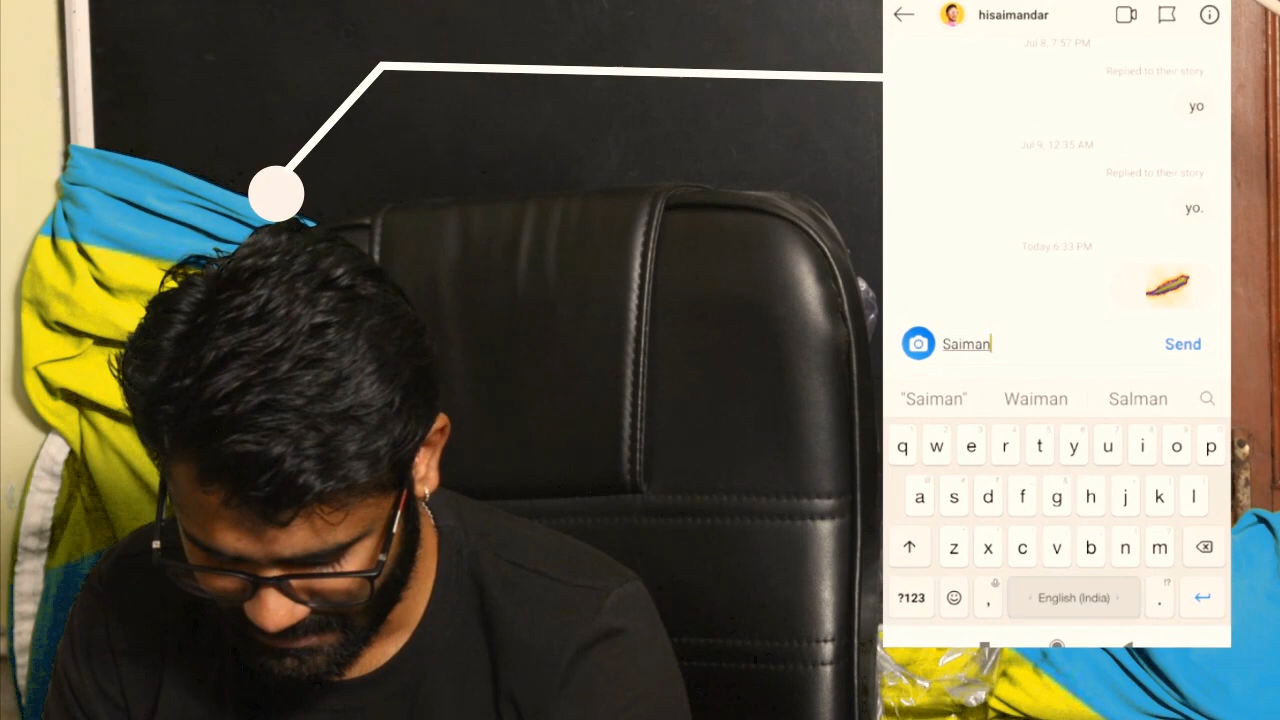 hisaimandar
Jul 8, 7:57 PM
Replied to their story
yo
Jul 9, 12:35 AM
Replied to their story
yo.
Today 6:33 PM
Saiman
Send
"Saiman" Waiman Salman
q w e r t y u i o p
a s d f g h j k l
z x c v b n m
?123 , English (India) .